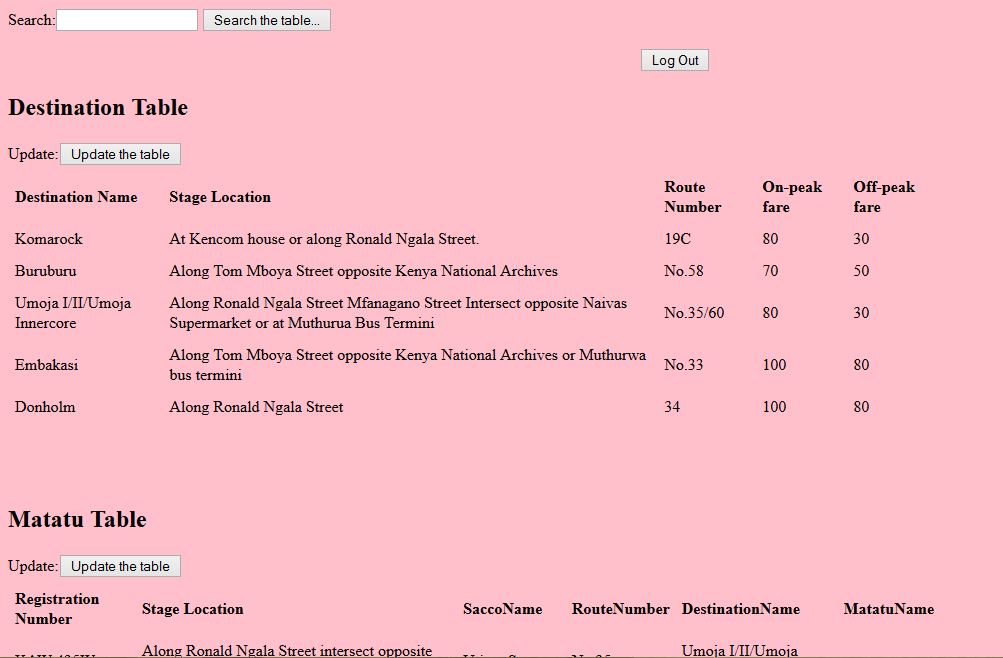 Search: Search the table...
Log Out
Destination Table
Update: Update the table
Destination Name Stage Location Route Number On-peak fare Off-peak fare
Komarock At Kencom house or along Ronald Ngala Street. 19C 80 30
Buruburu Along Tom Mboya Street opposite Kenya National Archives No.58 70 50
Umoja I/II/Umoja Innercore Along Ronald Ngala Street Mfanagano Street Intersect opposite Naivas Supermarket or at Muthurua Bus Termini No.35/60 80 30
Embakasi Along Tom Mboya Street opposite Kenya National Archives or Muthurwa bus termini No.33 100 80
Donholm Along Ronald Ngala Street 34 100 80
Matatu Table
Update: Update the table
Registration Number Stage Location SaccoName RouteNumber DestinationName MatatuName
Along Ronald Ngala Street intersect opposite Umoja I/II/Umoja